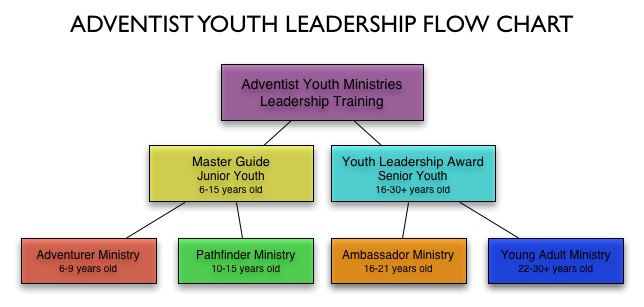 ADVENTIST YOUTH LEADERSHIP FLOW CHART
Adventist Youth Ministries
Leadership Training
Master Guide
Junior Youth
6-15 years old
Youth Leadership Award
Senior Youth
16-30+ years old
Adventurer Ministry
6-9 years old
Pathfinder Ministry
10-15 years old
Ambassador Ministry
16-21 years old
Young Adult Ministry
22-30+ years old